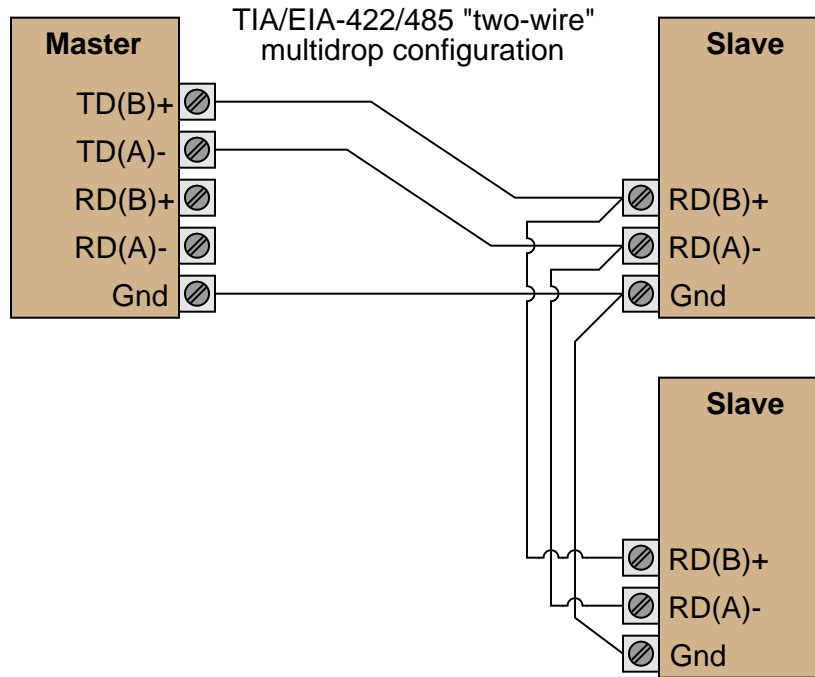 TIA/EIA-422/485 "two-wire"
multidrop configuration
Master
TD(B)+
TD(A)-
RD(B)+
RD(A)-
Gnd
Slave
RD(B)+
RD(A)-
Gnd
Slave
RD(B)+
RD(A)-
Gnd